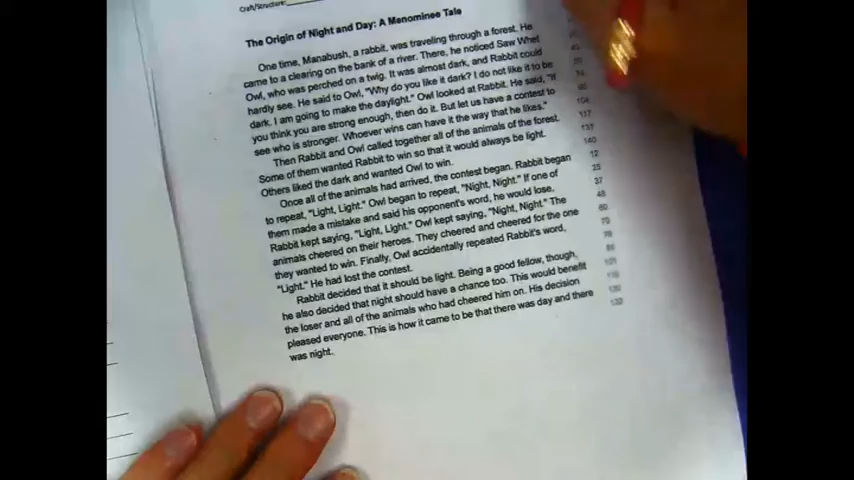 Craft/Structure:
The Origin of Night and Day: A Menominee Tale
One time, Manabush, a rabbit, was traveling through a forest. He
came to a clearing on the bank of a river. There, he noticed Saw Whet
Owl, who was perched on a twig. It was almost dark, and Rabbit could
hardly see. He said to Owl, "Why do you like it dark? I do not like it to be
dark. I am going to make the daylight." Owl looked at Rabbit. He said, "If
you think you are strong enough, then do it. But let us have a contest to
see who is stronger. Whoever wins can have it the way that he likes."
Then Rabbit and Owl called together all of the animals of the forest.
Some of them wanted Rabbit to win so that it would always be light.
Others liked the dark and wanted Owl to win.
Once all of the animals had arrived, the contest began. Rabbit began
to repeat, "Light, Light." Owl began to repeat, "Night, Night." If one of
them made a mistake and said his opponent's word, he would lose.
Rabbit kept saying, "Light, Light." Owl kept saying, "Night, Night." The
animals cheered on their heroes. They cheered and cheered for the one
they wanted to win. Finally, Owl accidentally repeated Rabbit's word,
"Light." He had lost the contest.
Rabbit decided that it should be light. Being a good fellow, though,
he also decided that night should have a chance too. This would benefit
the loser and all of the animals who had cheered him on. His decision
pleased everyone. This is how it came to be that there was day and there
was night.
104
117
131
140
12
25
37
48
60